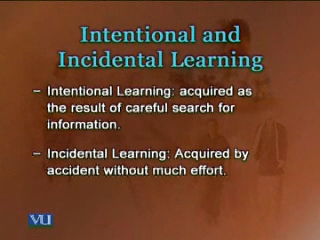 Intentional and
Incidental Learning
– Intentional Learning: acquired as
the result of careful search for
information.
– Incidental Learning: Acquired by
accident without much effort.
VU